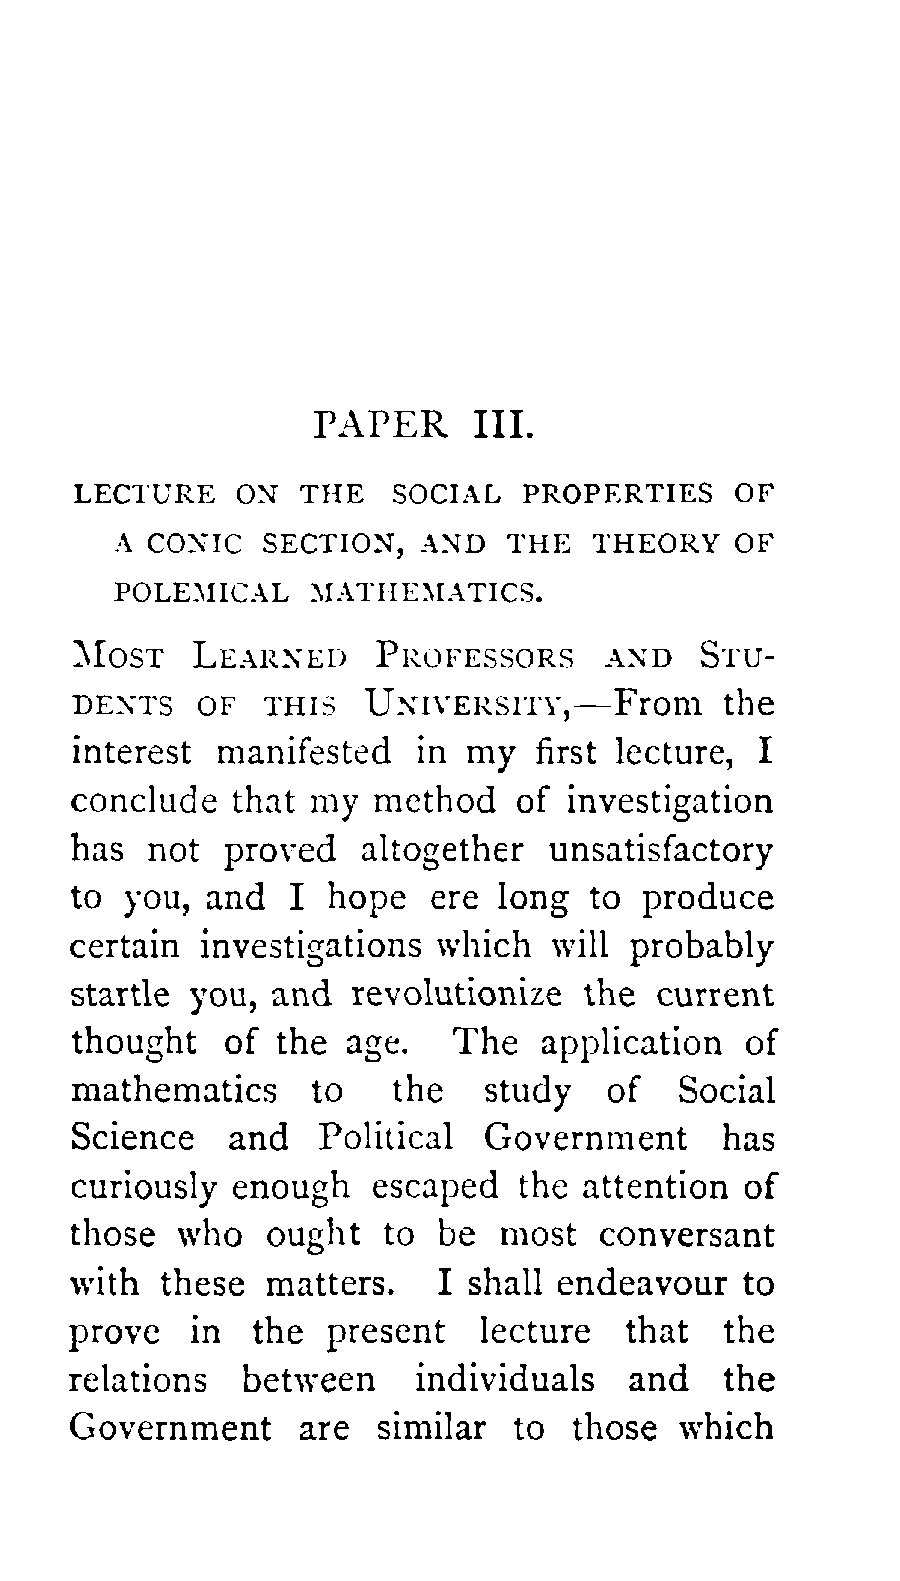 PAPER III.
LECTURE ON THE SOCIAL PROPERTIES OF
A CONIC SECTION, AND THE THEORY OF
POLEMICAL MATHEMATICS.
MOST LEARNED PROFESSORS AND STU-
DENTS OF THIS UNIVERSITY,—From the
interest manifested in my first lecture, I
conclude that my method of investigation
has not proved altogether unsatisfactory
to you, and I hope ere long to produce
certain investigations which will probably
startle you, and revolutionize the current
thought of the age. The application of
mathematics to the study of Social
Science and Political Government has
curiously enough escaped the attention of
those who ought to be most conversant
with these matters. I shall endeavour to
prove in the present lecture that the
relations between individuals and the
Government are similar to those which